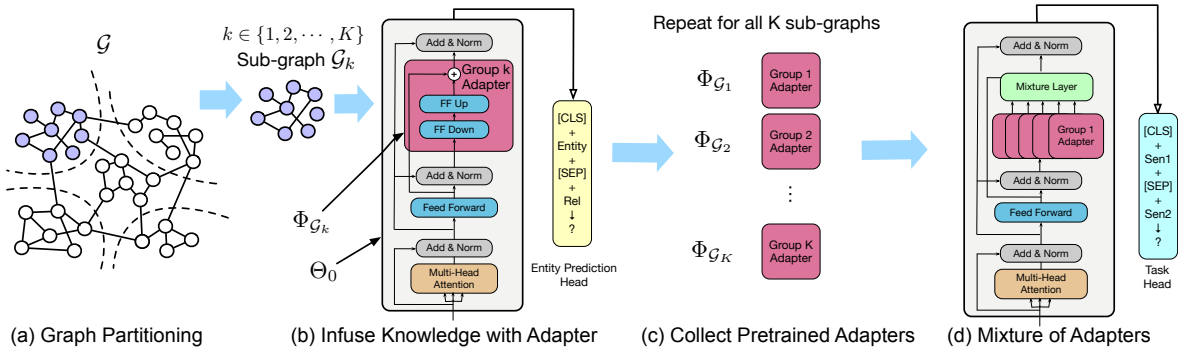 𝒢
k ∈ {1, 2, ⋯ , K}
Sub-graph 𝒢ₖ
(a) Graph Partitioning
Add & Norm
Group k
Adapter
+
FF Up
FF Down
Add & Norm
Feed Forward
Add & Norm
Multi-Head
Attention
Φ𝒢ₖ
Θ₀
[CLS]
+
Entity
+
[SEP]
+
Rel
↓
?
Entity Prediction
Head
(b) Infuse Knowledge with Adapter
Repeat for all K sub-graphs
Φ𝒢₁
Group 1
Adapter
Φ𝒢₂
Group 2
Adapter
⋮
Φ𝒢_K
Group K
Adapter
(c) Collect Pretrained Adapters
Add & Norm
Mixture Layer
Group 1
Adapter
Add & Norm
Feed Forward
Add & Norm
Multi-Head
Attention
[CLS]
+
Sen1
+
[SEP]
+
Sen2
↓
?
Task
Head
(d) Mixture of Adapters